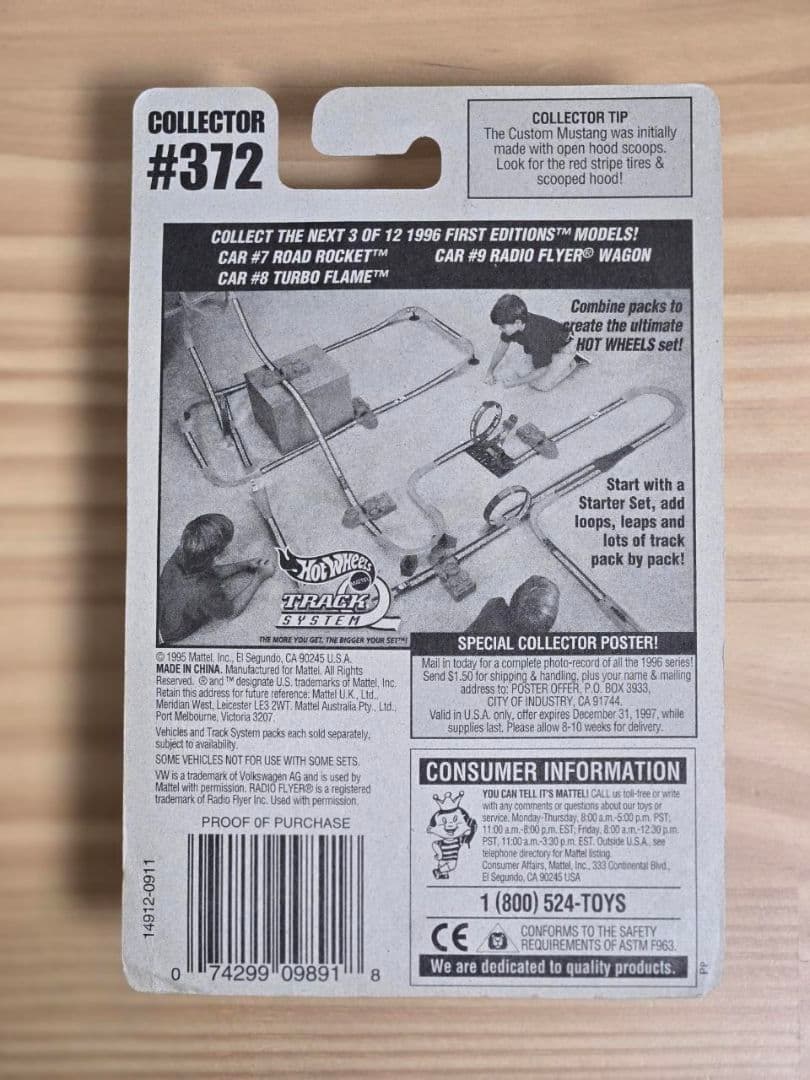 COLLECTOR
#372
COLLECTOR TIP
The Custom Mustang was initially
made with open hood scoops.
Look for the red stripe tires &
scooped hood!
COLLECT THE NEXT 3 OF 12 1996 FIRST EDITIONS™ MODELS!
CAR #7 ROAD ROCKET™ CAR #9 RADIO FLYER® WAGON
CAR #8 TURBO FLAME™
Combine packs to
create the ultimate
HOT WHEELS set!
Start with a
Starter Set, add
loops, leaps and
lots of track
pack by pack!
HOT WHEELS
MATTEL
TRACK
SYSTEM
THE MORE YOU GET, THE BIGGER YOUR SET™!
© 1995 Mattel, Inc., El Segundo, CA 90245 U.S.A.
MADE IN CHINA. Manufactured for Mattel. All Rights
Reserved. ® and ™ designate U.S. trademarks of Mattel, Inc.
Retain this address for future reference: Mattel U.K., Ltd.,
Meridian West, Leicester LE3 2WT. Mattel Australia Pty., Ltd.,
Port Melbourne, Victoria 3207.
Vehicles and Track System packs each sold separately,
subject to availability.
SOME VEHICLES NOT FOR USE WITH SOME SETS.
VW is a trademark of Volkswagen AG and is used by
Mattel with permission. RADIO FLYER® is a registered
trademark of Radio Flyer Inc. Used with permission.
PROOF OF PURCHASE
14912-0911
0 74299 09891 8
SPECIAL COLLECTOR POSTER!
Mail in today for a complete photo-record of all the 1996 series!
Send $1.50 for shipping & handling, plus your name & mailing
address to: POSTER OFFER, P.O. BOX 3933,
CITY OF INDUSTRY, CA 91744.
Valid in U.S.A. only, offer expires December 31, 1997, while
supplies last. Please allow 8-10 weeks for delivery.
CONSUMER INFORMATION
YOU CAN TELL IT'S MATTEL! CALL us toll-free or write
with any comments or questions about our toys or
service. Monday-Thursday, 8:00 a.m.-5:00 p.m. PST;
11:00 a.m.-8:00 p.m. EST; Friday, 8:00 a.m.-12:30 p.m.
PST, 11:00 a.m.-3:30 p.m. EST. Outside U.S.A., see
telephone directory for Mattel listing.
Consumer Affairs, Mattel, Inc., 333 Continental Blvd.,
El Segundo, CA 90245 USA
1 (800) 524-TOYS
CE
CONFORMS TO THE SAFETY
REQUIREMENTS OF ASTM F963.
We are dedicated to quality products.
PP